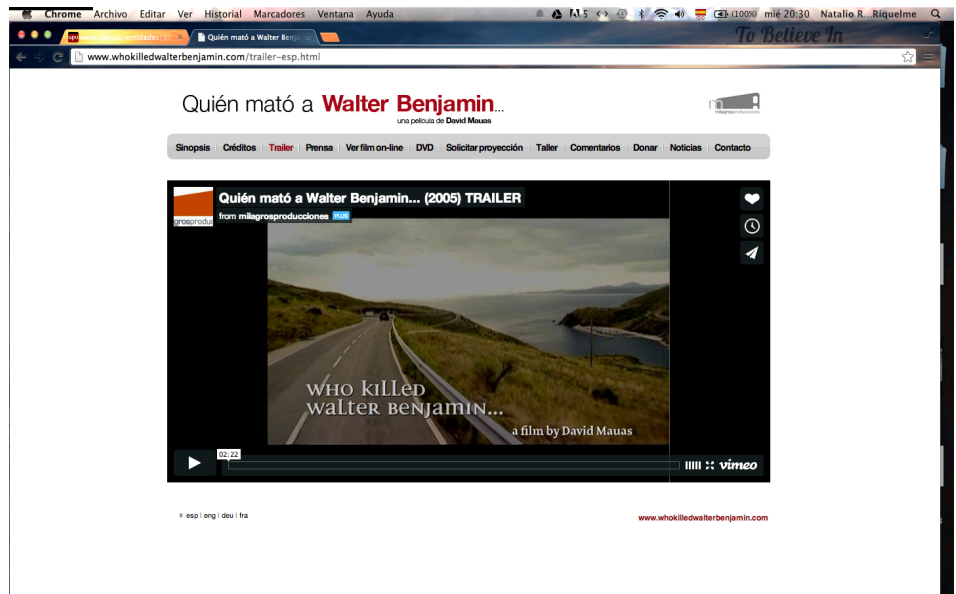 Chrome Archivo Editar Ver Historial Marcadores Ventana Ayuda 5 (100%) mié 20:30 Natalio R...Riquelme
To Believe In
Quién mató a Walter Benja
www.whokilledwalterbenjamin.com/trailer-esp.html
Quién mató a Walter Benjamin...
una película de David Mauas
milagrosproducciones
Sinopsis Créditos Trailer Prensa Ver film on-line DVD Solicitar proyección Taller Comentarios Donar Noticias Contacto
Quién mató a Walter Benjamin... (2005) TRAILER
from milagrosproducciones PLUS
grosproduc
WHO KILLED
WALTER BENJAMIN...
a film by David Mauas
02:22
vimeo
esp | eng | deu | fra
www.whokilledwalterbenjamin.com